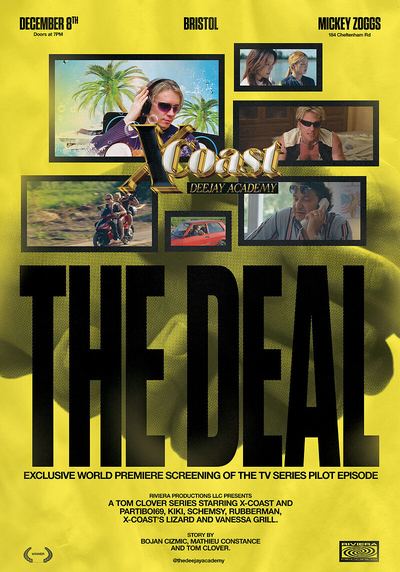 DECEMBER 8TH
Doors at 7PM
BRISTOL
MICKEY ZOGGS
184 Cheltenham Rd
X Coast
DEEJAY ACADEMY
THE DEAL
EXCLUSIVE WORLD PREMIERE SCREENING OF THE TV SERIES PILOT EPISODE
RIVIERA PRODUCTIONS LLC PRESENTS
A TOM CLOVER SERIES STARRING X-COAST AND
PARTIBOI69, KIKI, SCHEMSY, RUBBERMAN,
X-COAST'S LIZARD AND VANESSA GRILL.
STORY BY
BOJAN CIZMIC, MATHIEU CONSTANCE
AND TOM CLOVER.
@thedeejayacademy
WINNER
RIVIERA